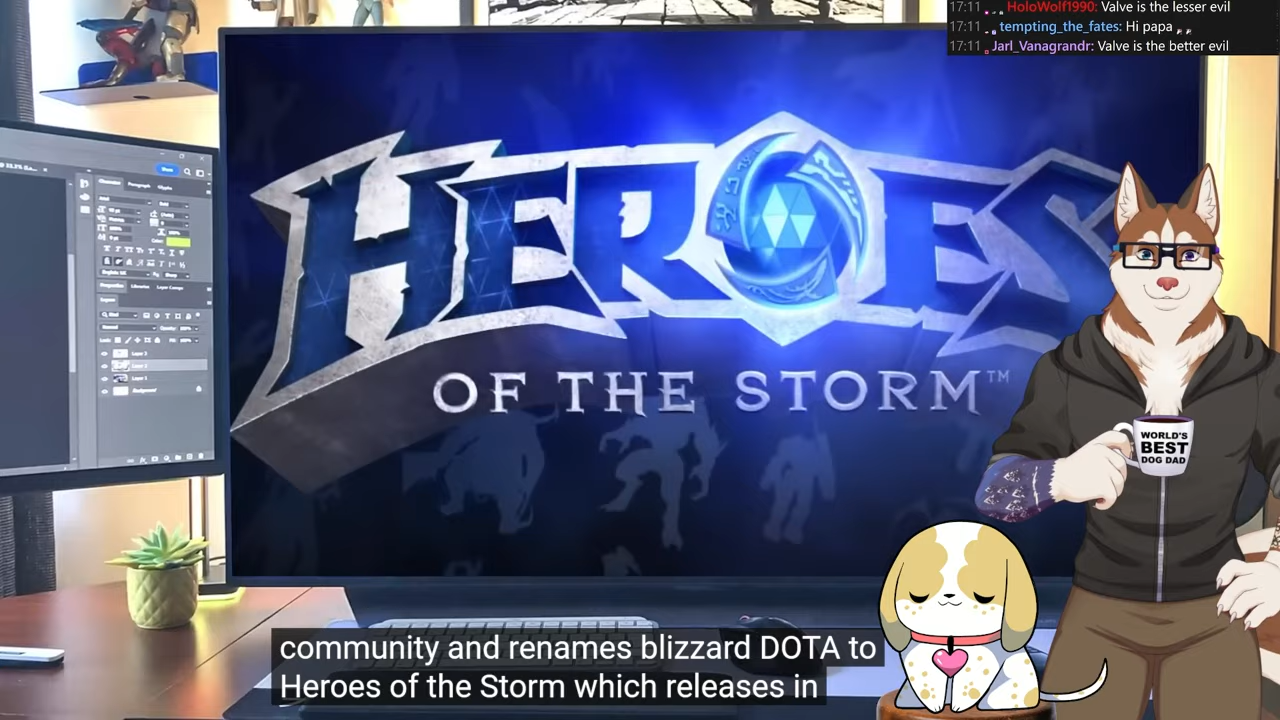 17:11 HoloWolf1990: Valve is the lesser evil
17:11 tempting_the_fates: Hi papa
17:11 Jarl_Vanagrandr: Valve is the better evil
HEROES
OF THE STORM™
WORLD'S
BEST
DOG DAD
community and renames blizzard DOTA to
Heroes of the Storm which releases in